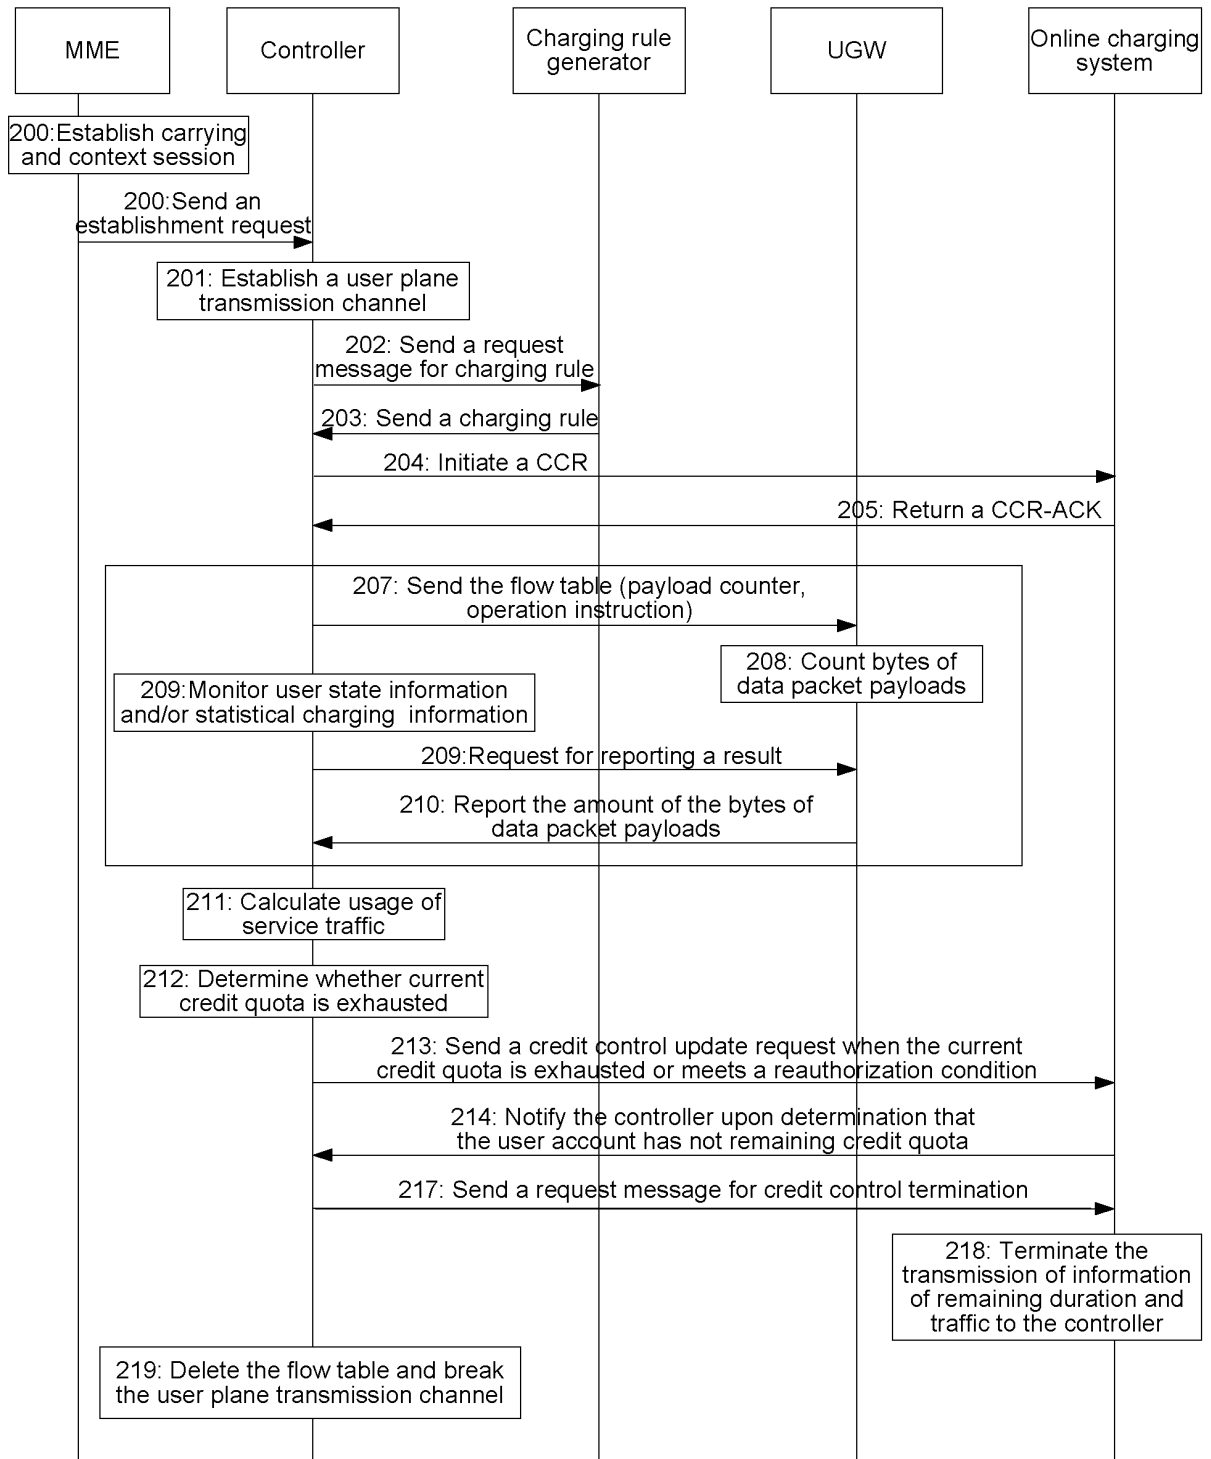 MME
Controller
Charging rule
generator
UGW
Online charging
system
200:Establish carrying
and context session
200:Send an
establishment request
201: Establish a user plane
transmission channel
202: Send a request
message for charging rule
203: Send a charging rule
204: Initiate a CCR
205: Return a CCR-ACK
207: Send the flow table (payload counter,
operation instruction)
208: Count bytes of
data packet payloads
209:Monitor user state information
and/or statistical charging information
209:Request for reporting a result
210: Report the amount of the bytes of
data packet payloads
211: Calculate usage of
service traffic
212: Determine whether current
credit quota is exhausted
213: Send a credit control update request when the current
credit quota is exhausted or meets a reauthorization condition
214: Notify the controller upon determination that
the user account has not remaining credit quota
217: Send a request message for credit control termination
218: Terminate the
transmission of information
of remaining duration and
traffic to the controller
219: Delete the flow table and break
the user plane transmission channel